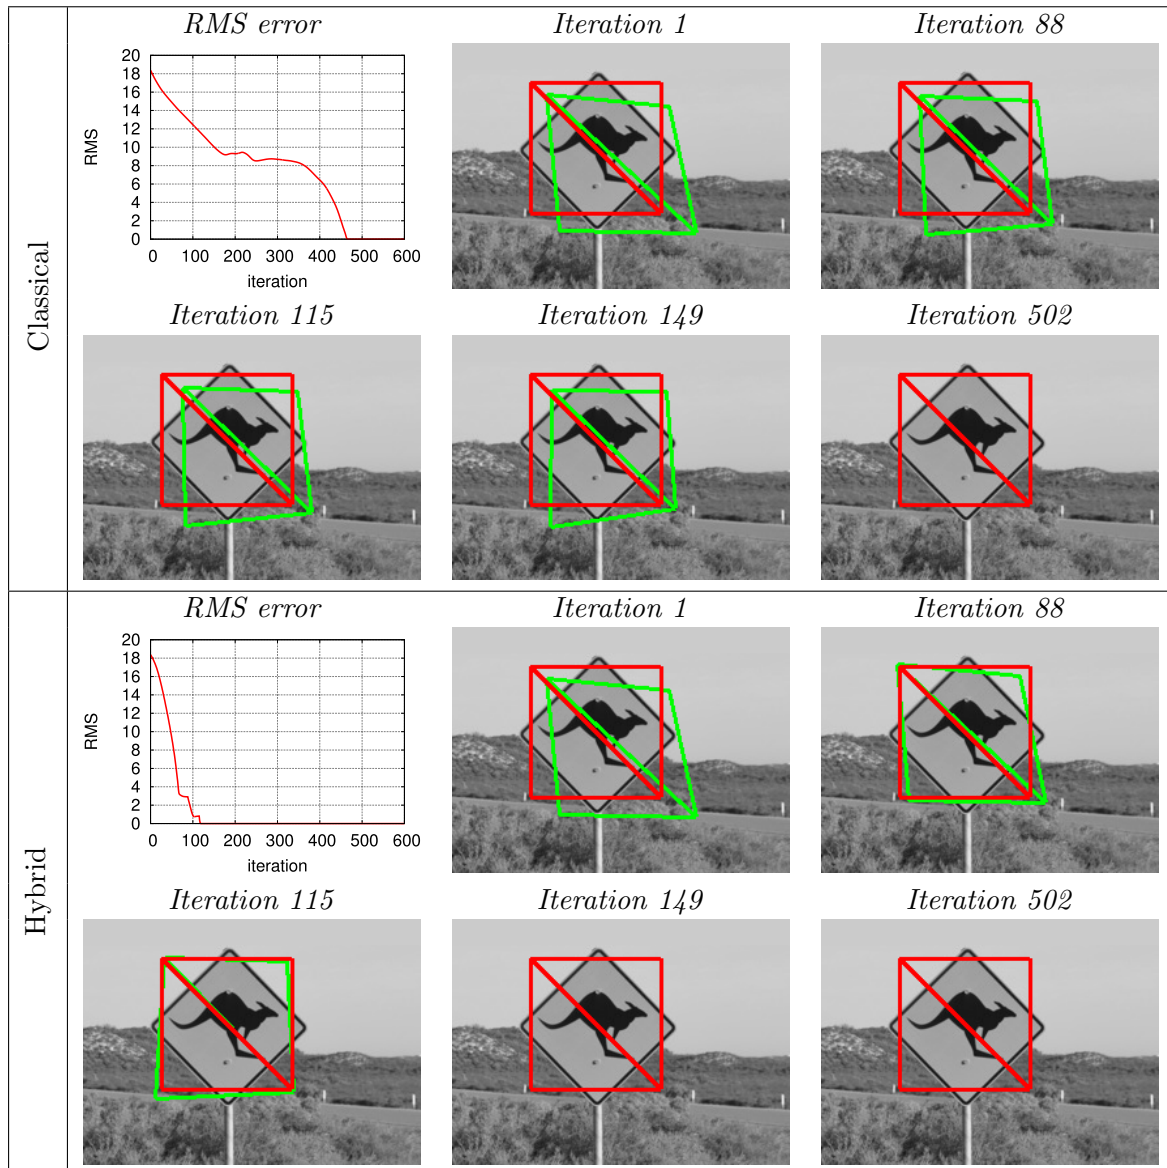 Classical
RMS error
Iteration 1
Iteration 88
20
18
16
14
12
10
8
6
4
2
0
RMS
0 100 200 300 400 500 600
iteration
Iteration 115
Iteration 149
Iteration 502
Hybrid
RMS error
Iteration 1
Iteration 88
20
18
16
14
12
10
8
6
4
2
0
RMS
0 100 200 300 400 500 600
iteration
Iteration 115
Iteration 149
Iteration 502